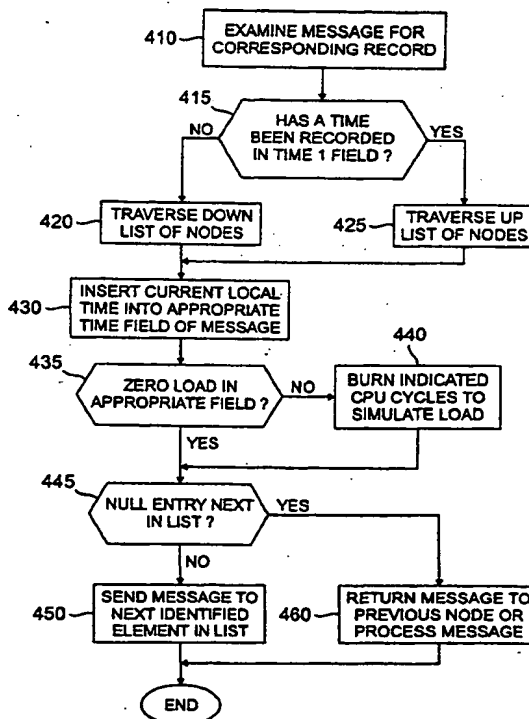 410
EXAMINE MESSAGE FOR
CORRESPONDING RECORD
415
HAS A TIME
BEEN RECORDED
IN TIME 1 FIELD ?
NO
YES
420
TRAVERSE DOWN
LIST OF NODES
425
TRAVERSE UP
LIST OF NODES
430
INSERT CURRENT LOCAL
TIME INTO APPROPRIATE
TIME FIELD OF MESSAGE
435
ZERO LOAD IN
APPROPRIATE FIELD ?
NO
YES
440
BURN INDICATED
CPU CYCLES TO
SIMULATE LOAD
445
NULL ENTRY NEXT
IN LIST ?
YES
NO
450
SEND MESSAGE TO
NEXT IDENTIFIED
ELEMENT IN LIST
460
RETURN MESSAGE TO
PREVIOUS NODE OR
PROCESS MESSAGE
END